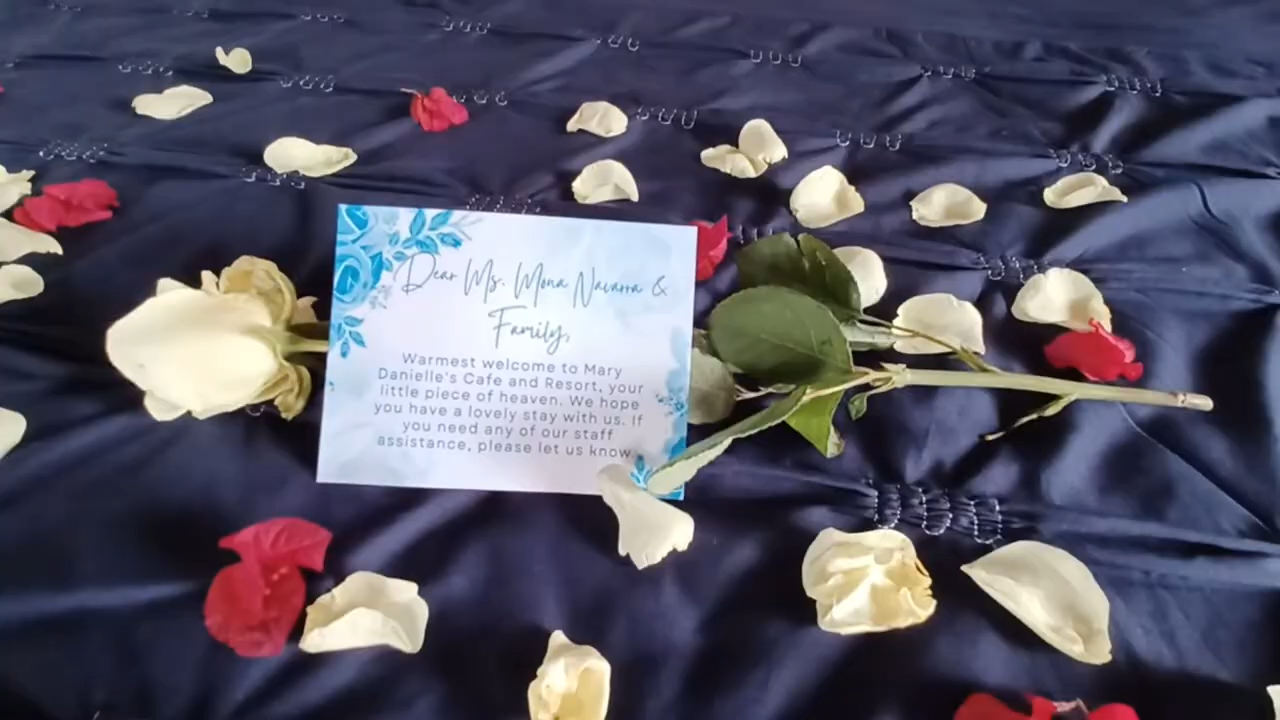 Dear Ms. Mona Navarra &
Family,
Warmest welcome to Mary
Danielle's Cafe and Resort, your
little piece of heaven. We hope
you have a lovely stay with us. If
you need any of our staff
assistance, please let us know.